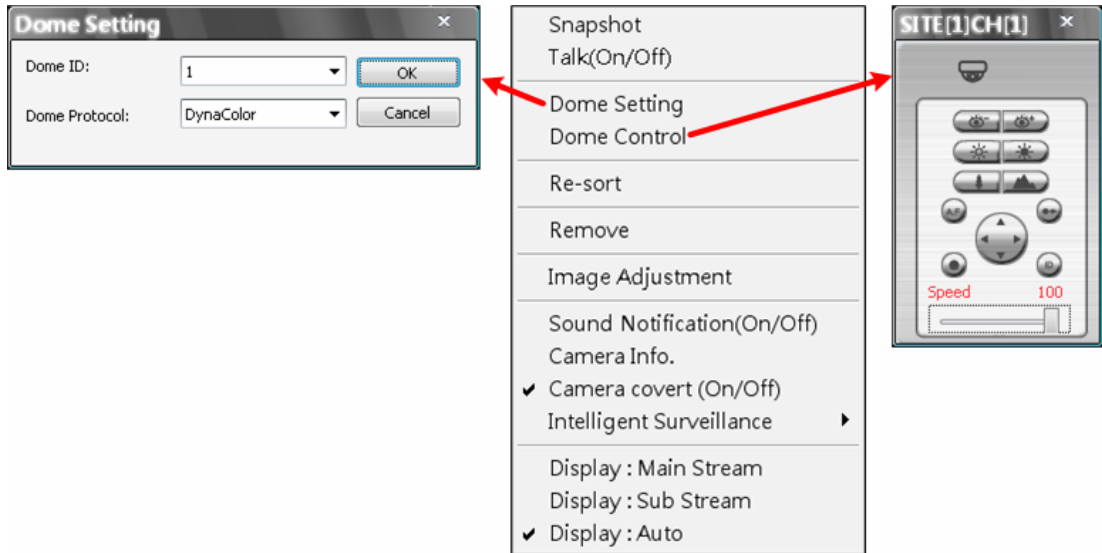 Dome Setting
Dome ID:
1
OK
Dome Protocol:
DynaColor
Cancel
Snapshot
Talk(On/Off)
Dome Setting
Dome Control
Re-sort
Remove
Image Adjustment
Sound Notification(On/Off)
Camera Info.
Camera covert (On/Off)
Intelligent Surveillance
Display : Main Stream
Display : Sub Stream
Display : Auto
SITE[1]CH[1]
A.F
ID
Speed 100